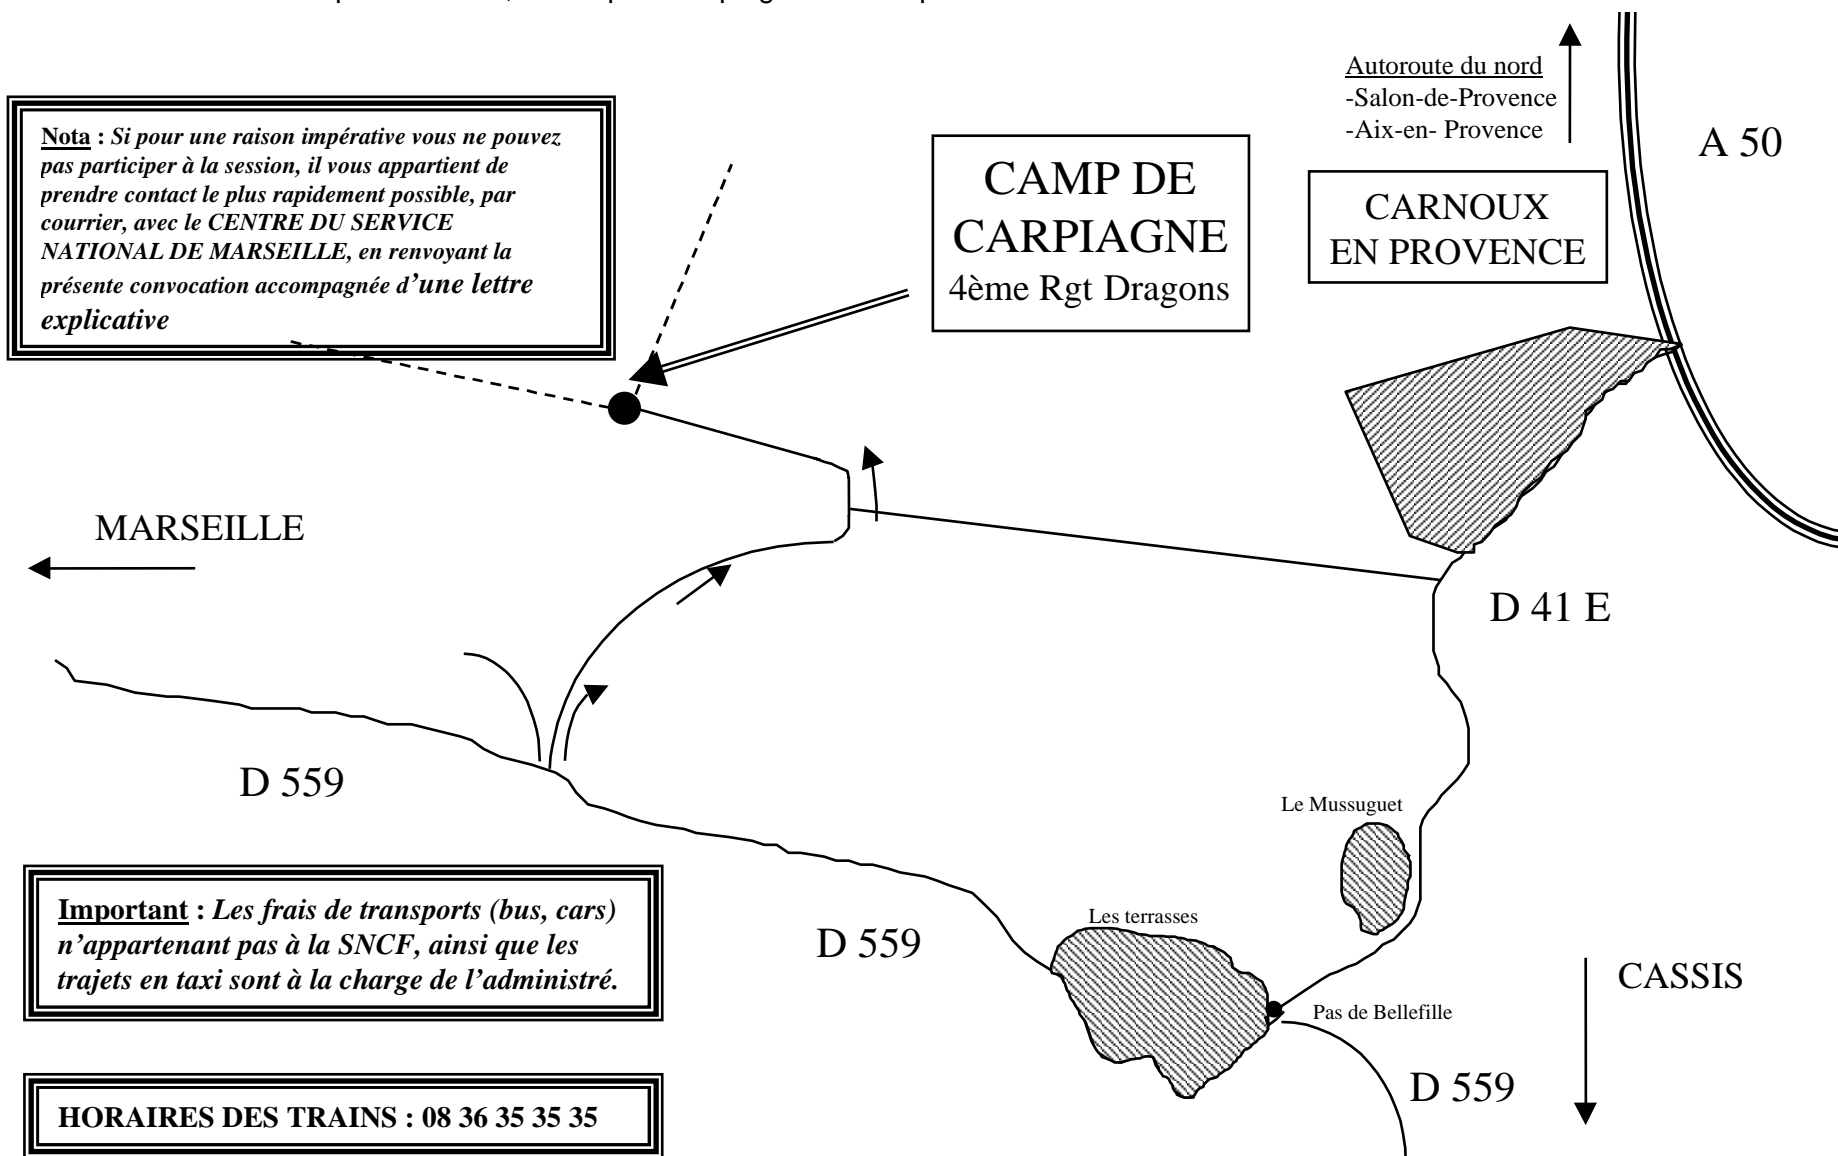 Nota : Si pour une raison impérative vous ne pouvez
pas participer à la session, il vous appartient de
prendre contact le plus rapidement possible, par
courrier, avec le CENTRE DU SERVICE
NATIONAL DE MARSEILLE, en renvoyant la
présente convocation accompagnée d’une lettre
explicative
CAMP DE
CARPIAGNE
4ème Rgt Dragons
Autoroute du nord
-Salon-de-Provence
-Aix-en- Provence
A 50
CARNOUX
EN PROVENCE
MARSEILLE
D 41 E
D 559
Le Mussuguet
Important : Les frais de transports (bus, cars)
n’appartenant pas à la SNCF, ainsi que les
trajets en taxi sont à la charge de l’administré.
D 559
Les terrasses
CASSIS
Pas de Bellefille
D 559
HORAIRES DES TRAINS : 08 36 35 35 35